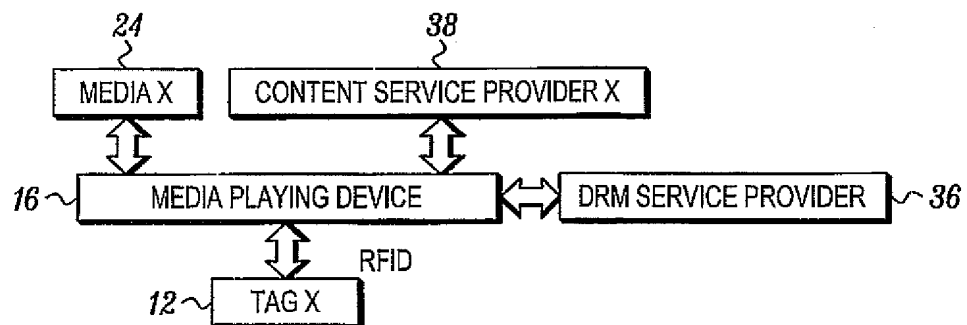 24
38
MEDIA X
CONTENT SERVICE PROVIDER X
16
MEDIA PLAYING DEVICE
DRM SERVICE PROVIDER
36
RFID
12
TAG X